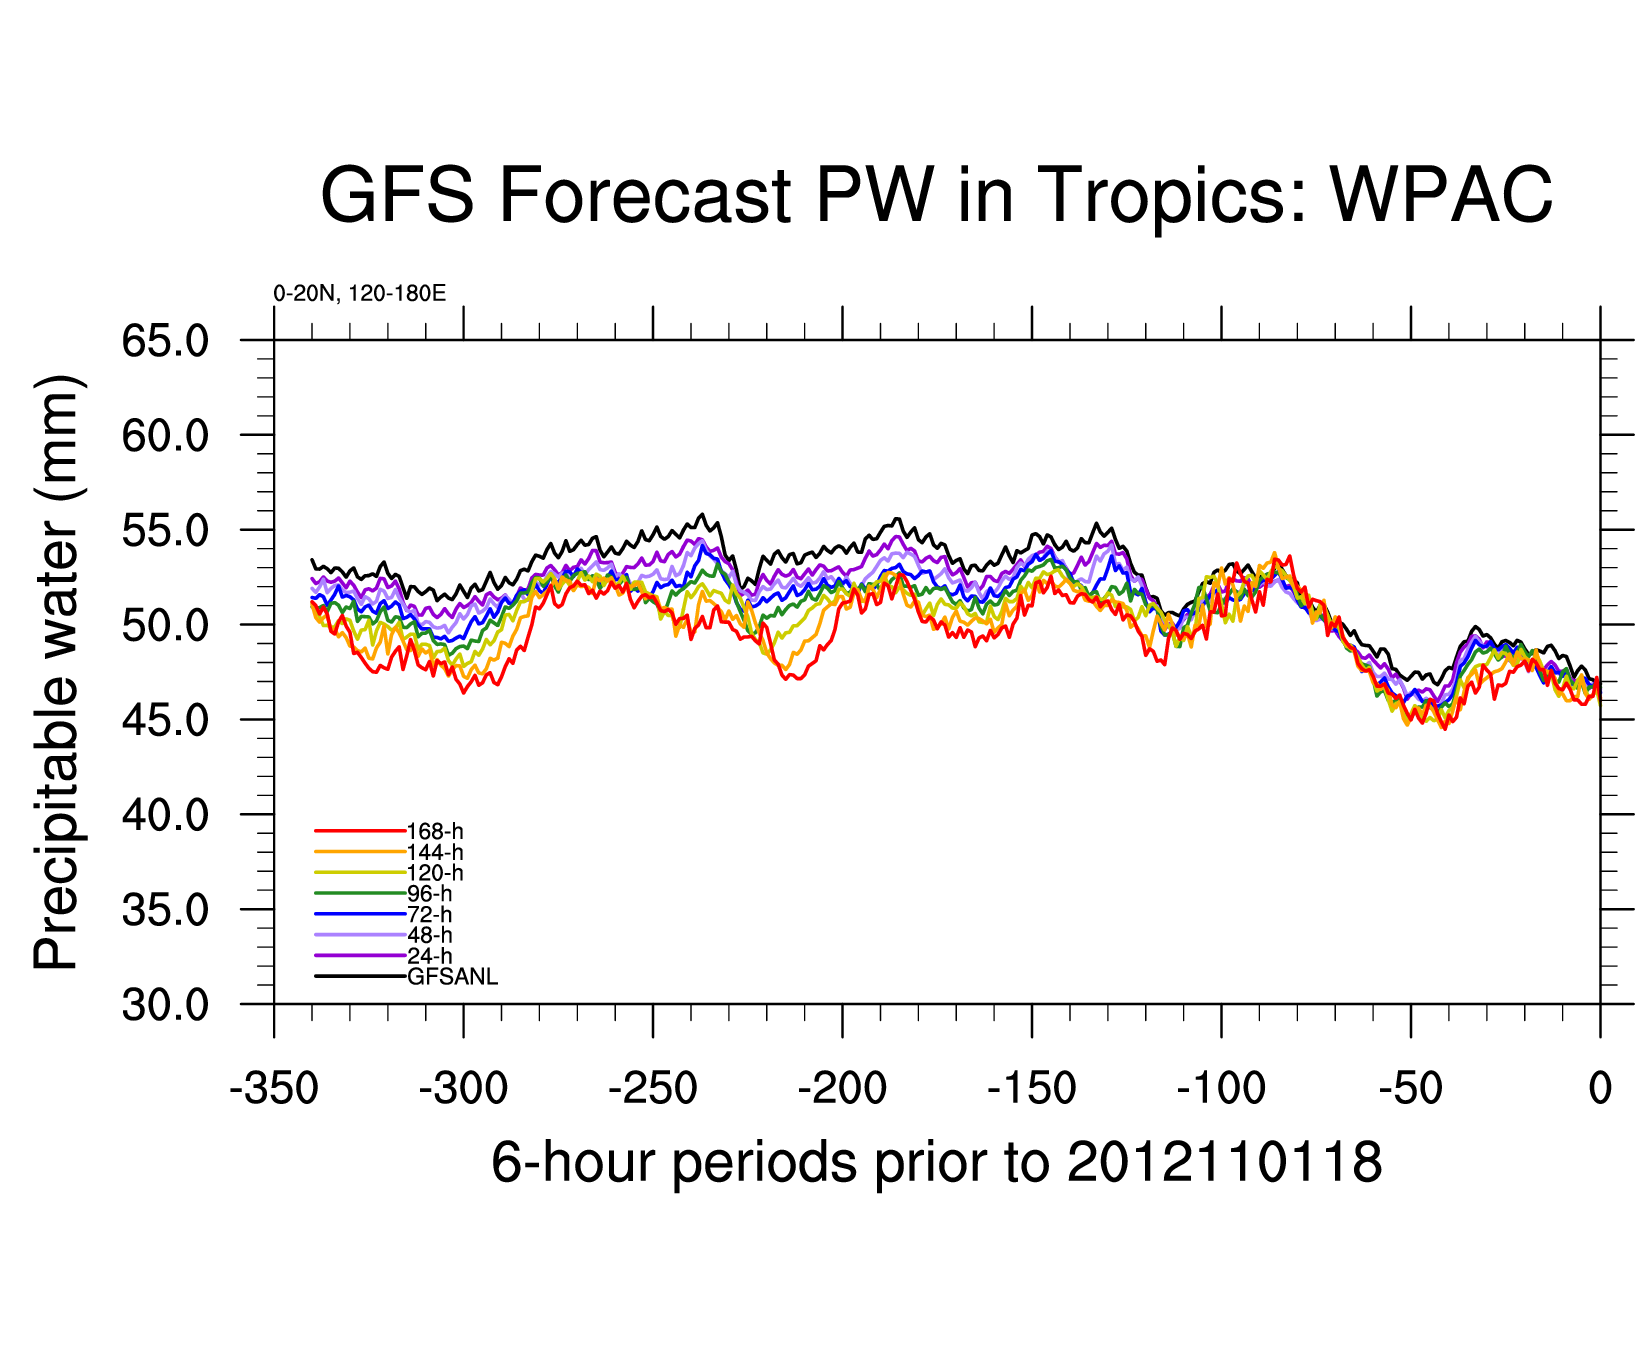 GFS Forecast PW in Tropics: WPAC
0-20N, 120-180E
65.0
60.0
55.0
50.0
45.0
40.0
35.0
30.0
Precipitable water (mm)
168-h
144-h
120-h
96-h
72-h
48-h
24-h
GFSANL
-350 -300 -250 -200 -150 -100 -50 0
6-hour periods prior to 2012110118